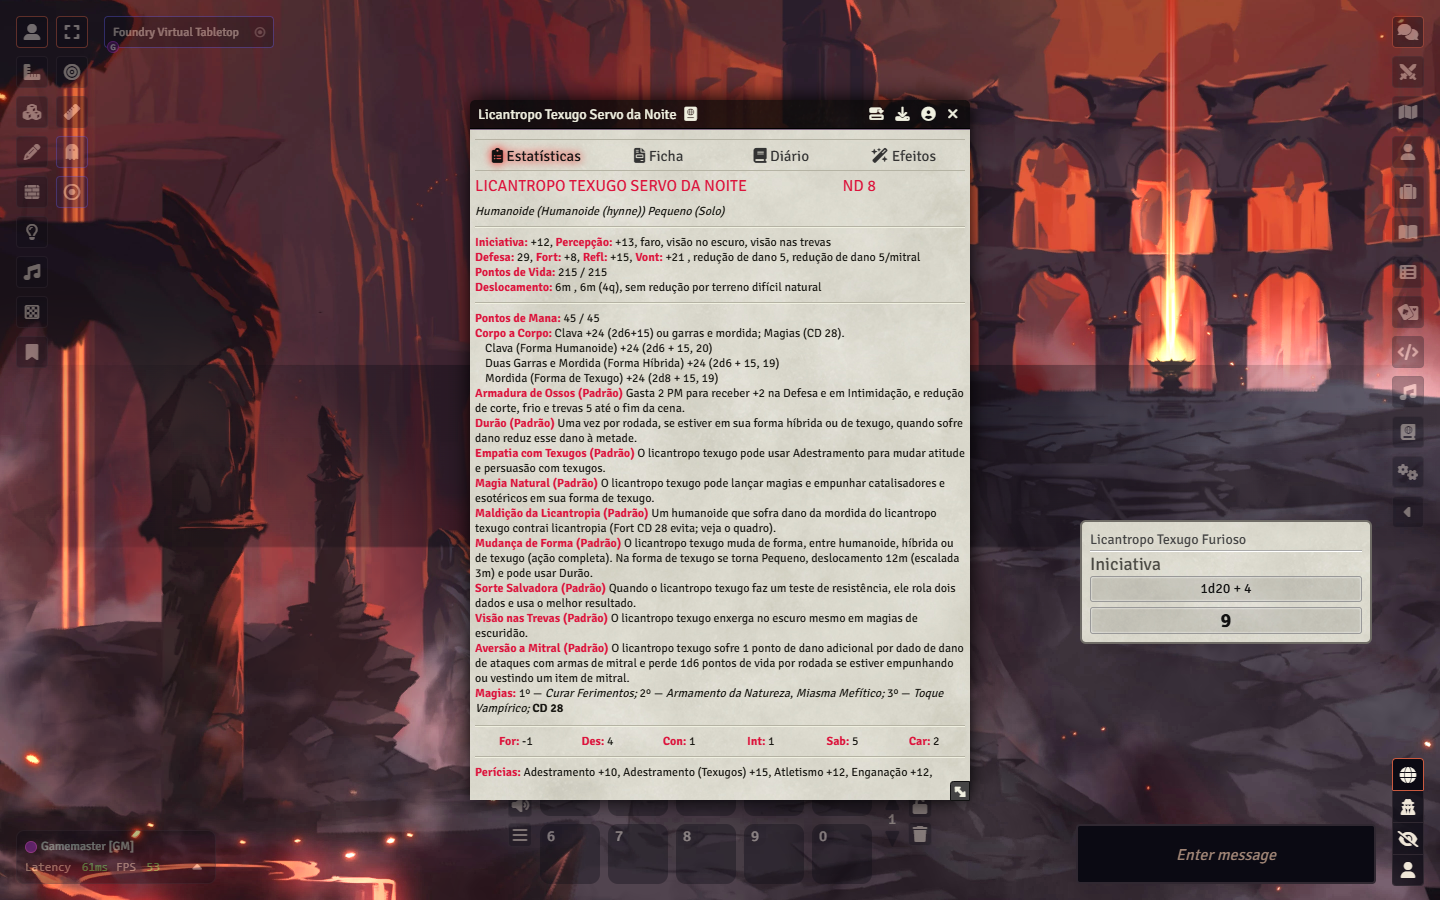 Foundry Virtual Tabletop
G
Licantropo Texugo Servo da Noite
Estatísticas
Ficha
Diário
Efeitos
LICANTROPO TEXUGO SERVO DA NOITE
ND 8
Humanoide (Humanoide (hynne)) Pequeno (Solo)
Iniciativa: +12, Percepção: +13, faro, visão no escuro, visão nas trevas
Defesa: 29, Fort: +8, Refl: +15, Vont: +21 , redução de dano 5, redução de dano 5/mitral
Pontos de Vida: 215 / 215
Deslocamento: 6m , 6m (4q), sem redução por terreno difícil natural
Pontos de Mana: 45 / 45
Corpo a Corpo: Clava +24 (2d6+15) ou garras e mordida; Magias (CD 28).
Clava (Forma Humanoide) +24 (2d6 + 15, 20)
Duas Garras e Mordida (Forma Híbrida) +24 (2d6 + 15, 19)
Mordida (Forma de Texugo) +24 (2d8 + 15, 19)
Armadura de Ossos (Padrão) Gasta 2 PM para receber +2 na Defesa e em Intimidação, e redução
de corte, frio e trevas 5 até o fim da cena.
Durão (Padrão) Uma vez por rodada, se estiver em sua forma híbrida ou de texugo, quando sofre
dano reduz esse dano à metade.
Empatia com Texugos (Padrão) O licantropo texugo pode usar Adestramento para mudar atitude
e persuasão com texugos.
Magia Natural (Padrão) O licantropo texugo pode lançar magias e empunhar catalisadores e
esotéricos em sua forma de texugo.
Maldição da Licantropia (Padrão) Um humanoide que sofra dano da mordida do licantropo
texugo contrai licantropia (Fort CD 28 evita; veja o quadro).
Mudança de Forma (Padrão) O licantropo texugo muda de forma, entre humanoide, híbrida ou
de texugo (ação completa). Na forma de texugo se torna Pequeno, deslocamento 12m (escalada
3m) e pode usar Durão.
Sorte Salvadora (Padrão) Quando o licantropo texugo faz um teste de resistência, ele rola dois
dados e usa o melhor resultado.
Visão nas Trevas (Padrão) O licantropo texugo enxerga no escuro mesmo em magias de
escuridão.
Aversão a Mitral (Padrão) O licantropo texugo sofre 1 ponto de dano adicional por dado de dano
de ataques com armas de mitral e perde 1d6 pontos de vida por rodada se estiver empunhando
ou vestindo um item de mitral.
Magias: 1º — Curar Ferimentos; 2º — Armamento da Natureza, Miasma Mefítico; 3º — Toque
Vampírico; CD 28
For: -1
Des: 4
Con: 1
Int: 1
Sab: 5
Car: 2
Perícias: Adestramento +10, Adestramento (Texugos) +15, Atletismo +12, Enganação +12,
Licantropo Texugo Furioso
Iniciativa
1d20 + 4
9
6
7
8
9
0
1
Gamemaster [GM]
Latency 61ms FPS 53
Enter message